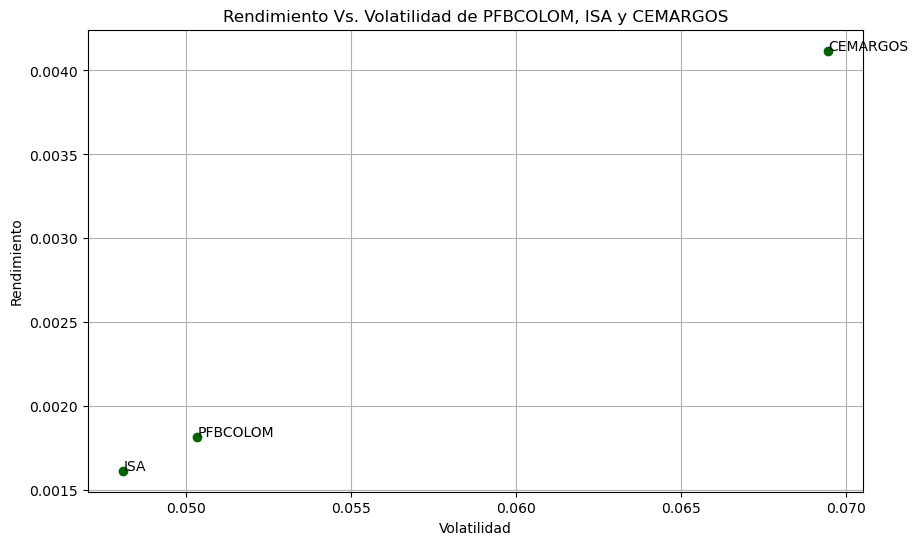 Rendimiento Vs. Volatilidad de PFBCOLOM, ISA y CEMARGOS
CEMARGOS
0.0040
0.0035
0.0030
Rendimiento
0.0025
0.0020
PFBCOLOM
ISA
0.0015
0.050
0.055
0.060
0.065
0.070
Volatilidad